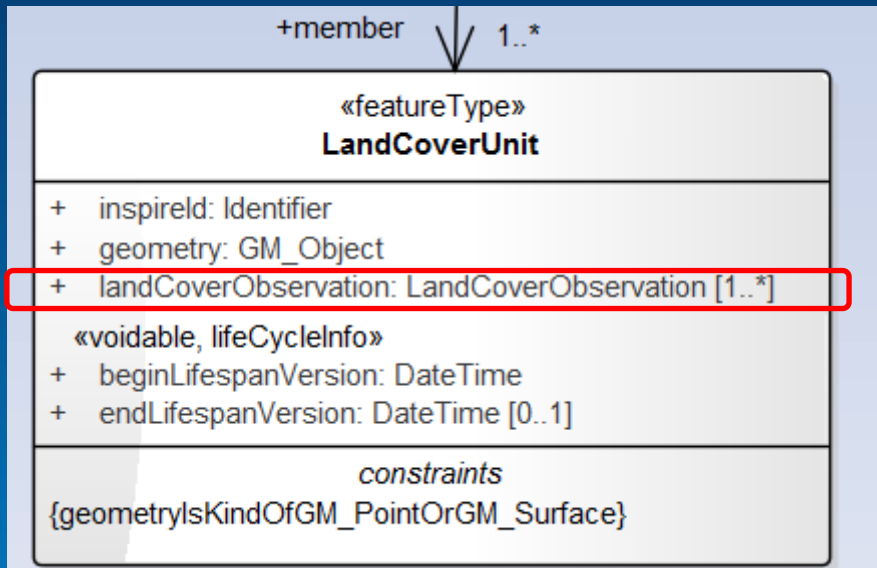 +member 1..*
«featureType»
LandCoverUnit
+ inspireId: Identifier
+ geometry: GM_Object
+ landCoverObservation: LandCoverObservation [1..*]
«voidable, lifeCycleInfo»
+ beginLifespanVersion: DateTime
+ endLifespanVersion: DateTime [0..1]
constraints
{geometryIsKindOfGM_PointOrGM_Surface}